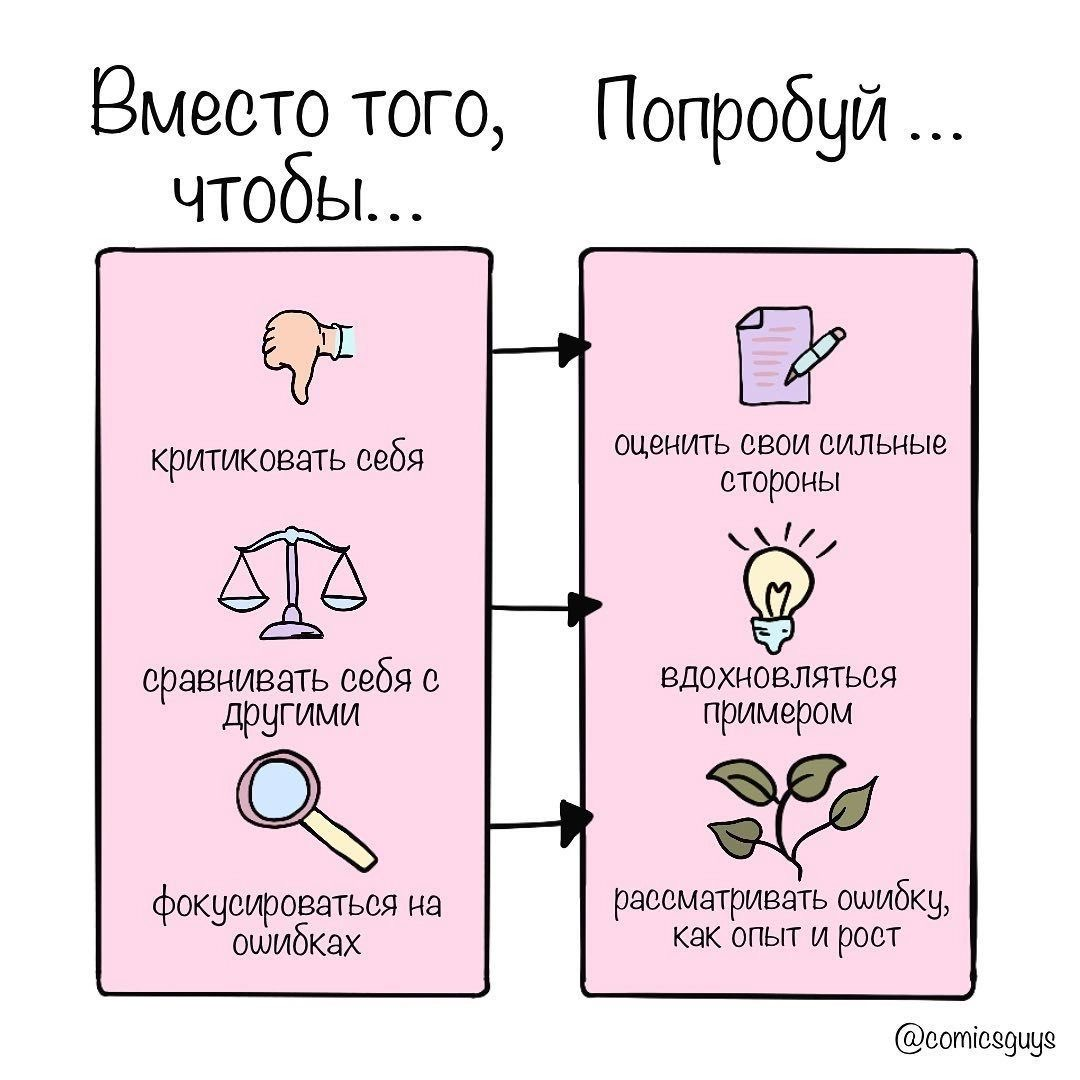 Вместо того,
чтобы...
Попробуй ...
критиковать себя
оценить свои сильные
стороны
сравнивать себя с
другими
вдохновляться
примером
фокусироваться на
ошибках
рассматривать ошибку,
как опыт и рост
@comicsguys